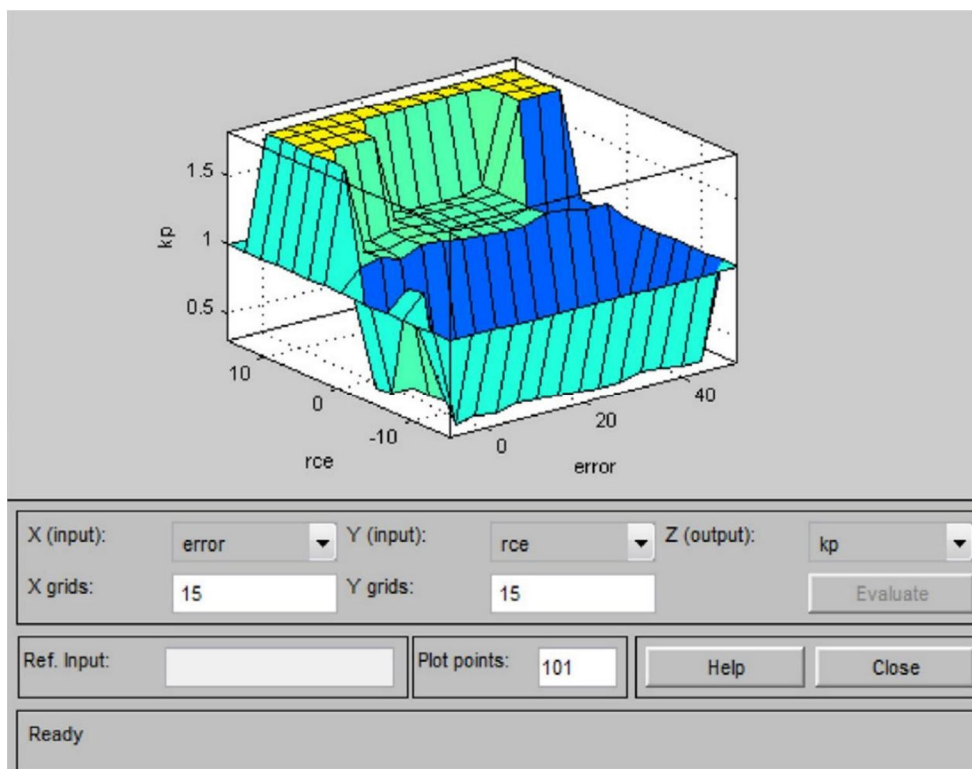 1.5
1
0.5
kp
10
0
-10
rce
0
20
40
error
X (input): error Y (input): rce Z (output): kp
X grids: 15 Y grids: 15 Evaluate
Ref. Input: Plot points: 101 Help Close
Ready